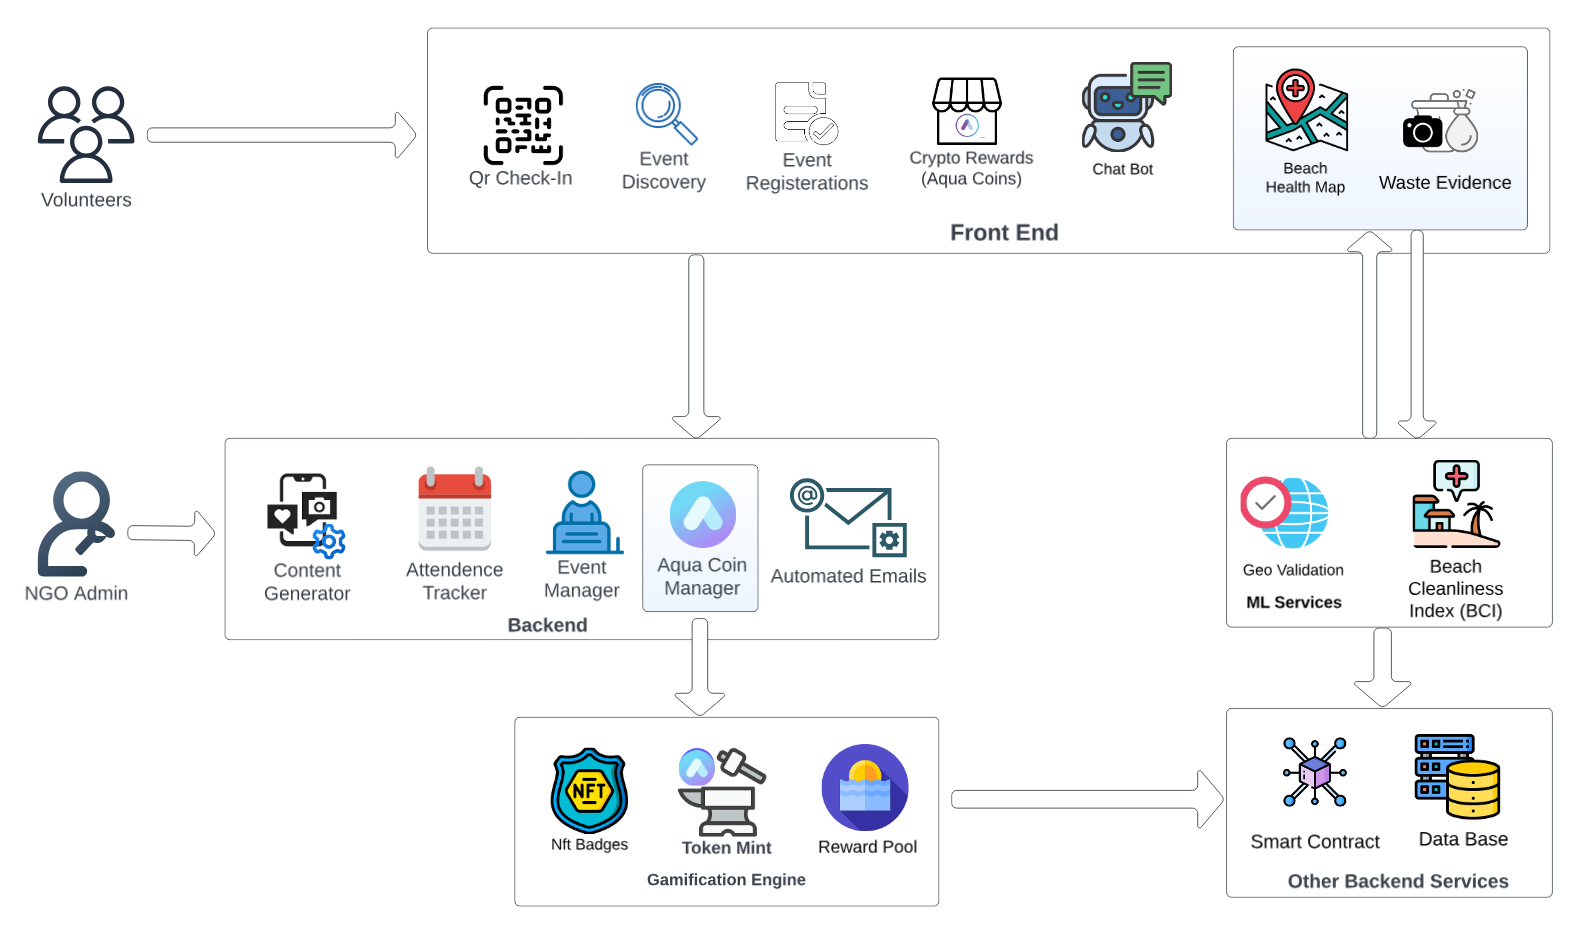 Volunteers
Qr Check-In
Event
Discovery
Event
Registerations
Crypto Rewards
(Aqua Coins)
Chat Bot
Beach
Health Map
Waste Evidence
Front End
NGO Admin
Content
Generator
Attendence
Tracker
Event
Manager
Aqua Coin
Manager
@
Automated Emails
Backend
Geo Validation
ML Services
Beach
Cleanliness
Index (BCI)
NFT
Nft Badges
Token Mint
Reward Pool
Gamification Engine
Smart Contract
Data Base
Other Backend Services